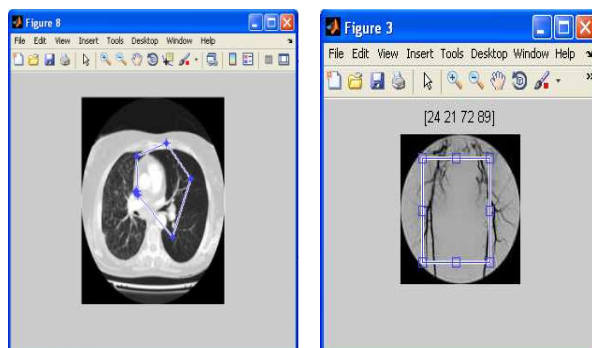 Figure 8
File Edit View Insert Tools Desktop Window Help
Figure 3
File Edit View Insert Tools Desktop Window Help
[24 21 72 89]